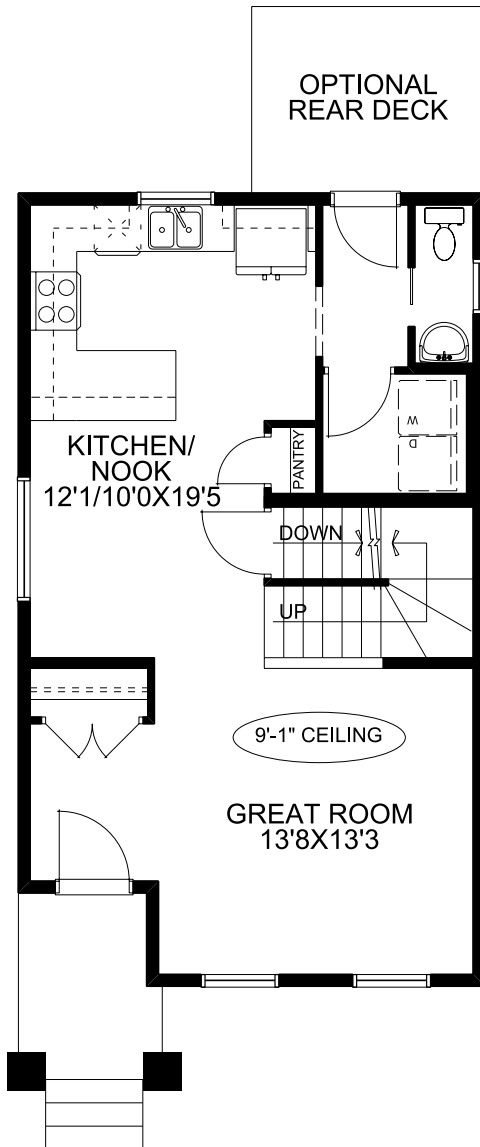 OPTIONAL
REAR DECK
W
D
KITCHEN/
NOOK
12'1/10'0X19'5
PANTRY
DOWN
UP
9'-1" CEILING
GREAT ROOM
13'8X13'3